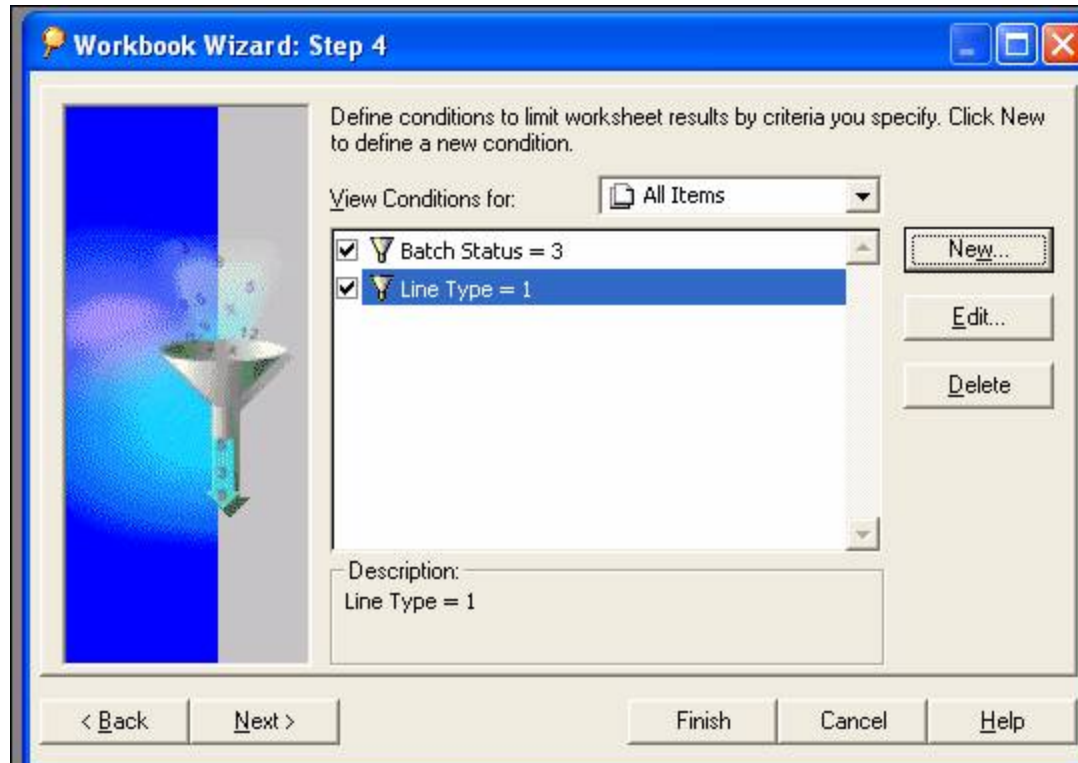 Workbook Wizard: Step 4
Define conditions to limit worksheet results by criteria you specify. Click New
to define a new condition.
View Conditions for:
All Items
Batch Status = 3
Line Type = 1
New...
Edit...
Delete
Description:
Line Type = 1
< Back
Next >
Finish
Cancel
Help